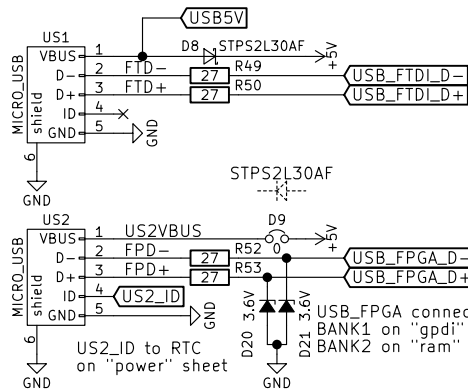 USB5V
US1
D8 STPS2L30AF
VBUS 1 +5V
D- 2 FTD- 27 R49 USB_FTDI_D-
D+ 3 FTD+ 27 R50 USB_FTDI_D+
ID 4
GND 5 GND
MICRO_USB
shield
6
GND
STPS2L30AF
US2
D9
VBUS 1 US2VBUS 0 +5V
D- 2 FPD- 27 R52 USB_FPGA_D-
D+ 3 FPD+ 27 R53 USB_FPGA_D+
ID 4 US2_ID
GND 5 GND
MICRO_USB
shield
6
GND
D20 3.6V
D21 3.6V
GND
US2_ID to RTC
on "power" sheet
USB_FPGA connec
BANK1 on "gpdi"
BANK2 on "ram"